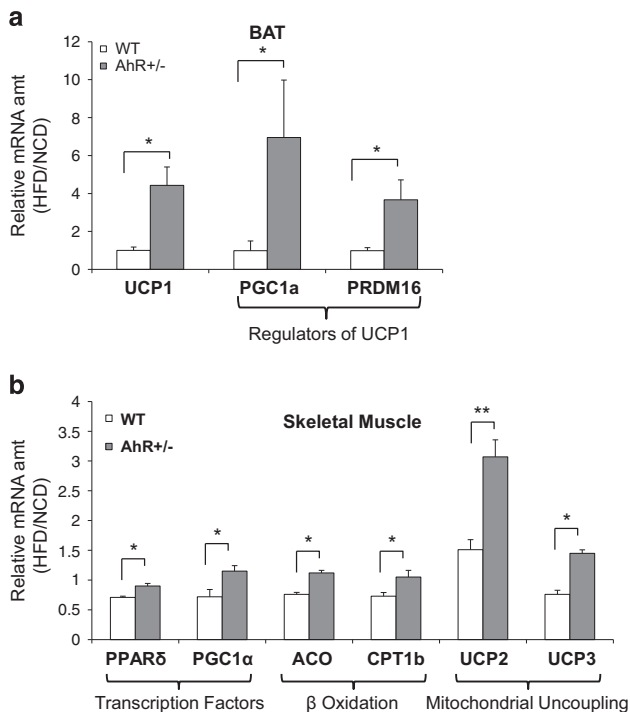 a
BAT
WT
AhR+/-
Relative mRNA amt
(HFD/NCD)
12
10
8
6
4
2
0
*
*
*
UCP1 PGC1a PRDM16
Regulators of UCP1
b
Skeletal Muscle
WT
AhR+/-
Relative mRNA amt
(HFD/NCD)
4
3.5
3
2.5
2
1.5
1
0.5
0
*
*
*
*
**
*
PPARδ PGC1α ACO CPT1b UCP2 UCP3
Transcription Factors β Oxidation Mitochondrial Uncoupling